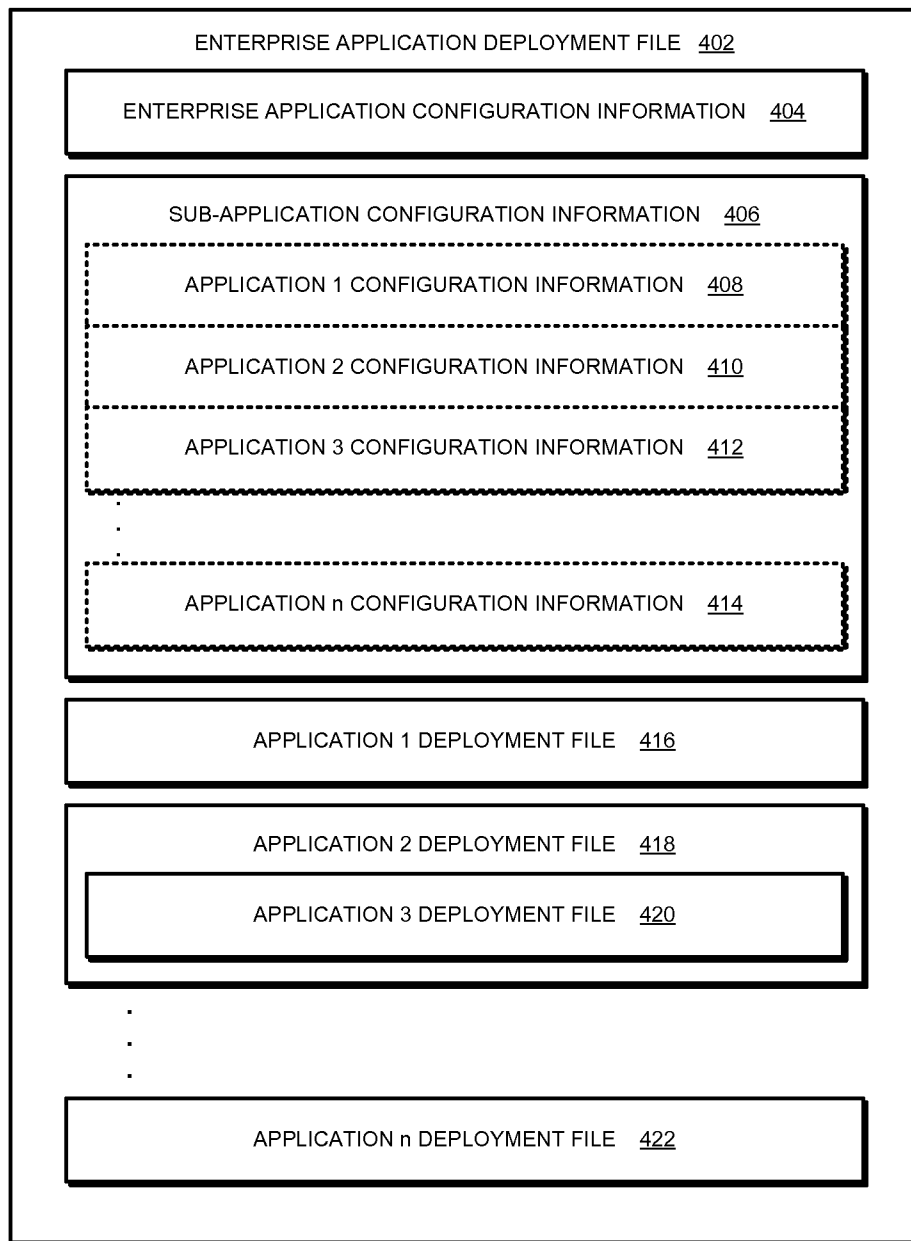 ENTERPRISE APPLICATION DEPLOYMENT FILE 402
ENTERPRISE APPLICATION CONFIGURATION INFORMATION 404
SUB-APPLICATION CONFIGURATION INFORMATION 406
APPLICATION 1 CONFIGURATION INFORMATION 408
APPLICATION 2 CONFIGURATION INFORMATION 410
APPLICATION 3 CONFIGURATION INFORMATION 412
APPLICATION n CONFIGURATION INFORMATION 414
APPLICATION 1 DEPLOYMENT FILE 416
APPLICATION 2 DEPLOYMENT FILE 418
APPLICATION 3 DEPLOYMENT FILE 420
APPLICATION n DEPLOYMENT FILE 422